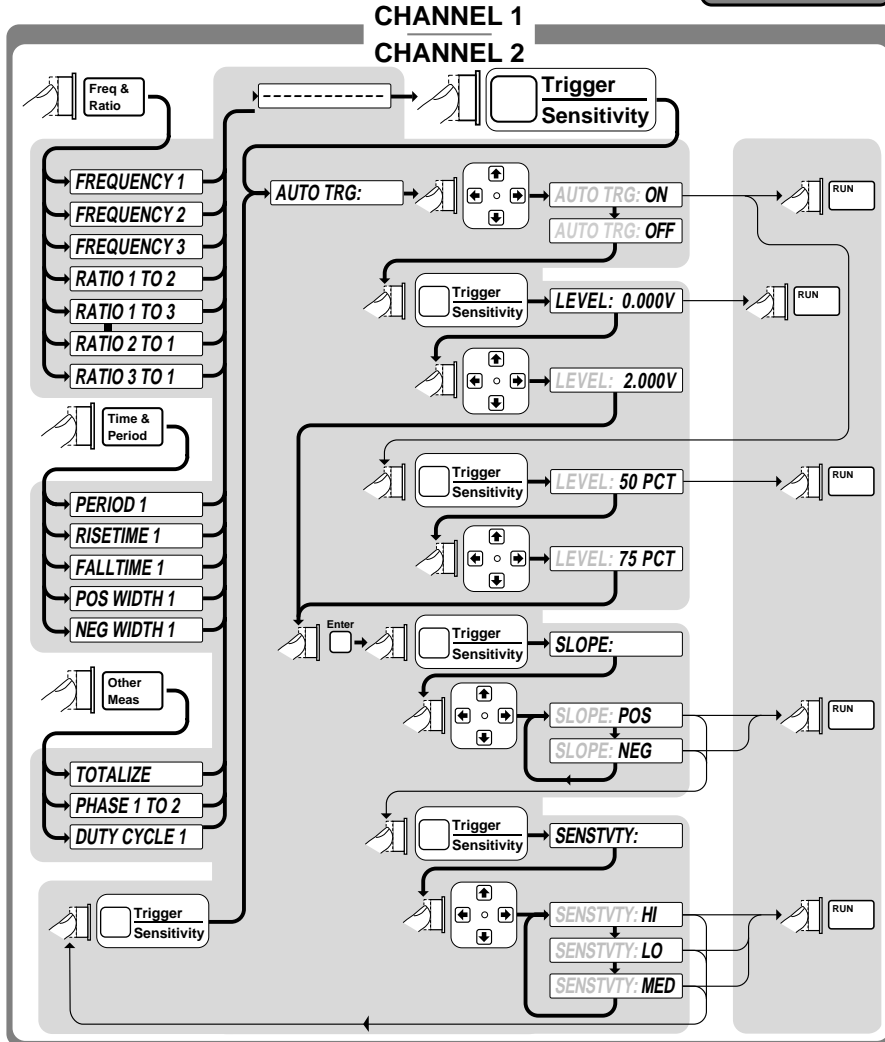 CHANNEL 1
CHANNEL 2
Freq &
Ratio
- - - - - - - - - - - - - - - -
Trigger
Sensitivity
FREQUENCY 1
FREQUENCY 2
FREQUENCY 3
RATIO 1 TO 2
RATIO 1 TO 3
RATIO 2 TO 1
RATIO 3 TO 1
AUTO TRG:
AUTO TRG: ON
AUTO TRG: OFF
RUN
Trigger
Sensitivity
LEVEL: 0.000V
RUN
LEVEL: 2.000V
Time &
Period
PERIOD 1
RISETIME 1
FALLTIME 1
POS WIDTH 1
NEG WIDTH 1
Trigger
Sensitivity
LEVEL: 50 PCT
RUN
LEVEL: 75 PCT
Enter
Trigger
Sensitivity
SLOPE:
Other
Meas
TOTALIZE
PHASE 1 TO 2
DUTY CYCLE 1
SLOPE: POS
SLOPE: NEG
RUN
Trigger
Sensitivity
SENSTVTY:
Trigger
Sensitivity
SENSTVTY: HI
SENSTVTY: LO
SENSTVTY: MED
RUN